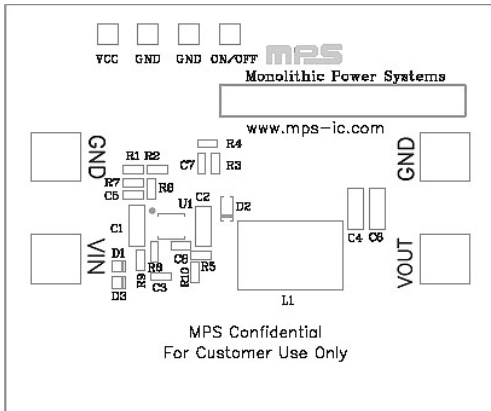 VCC GND GND ON/OFF
mps
Monolithic Power Systems
www.mps-ic.com
R4
R1 R2
C7 R3
GND
GND
R7
R6
C5
C2
U1
D2
C1
C4 C6
VIN
VOUT
D1
R8
C8
R5
R9
C3
R10
D3
L1
MPS Confidential
For Customer Use Only